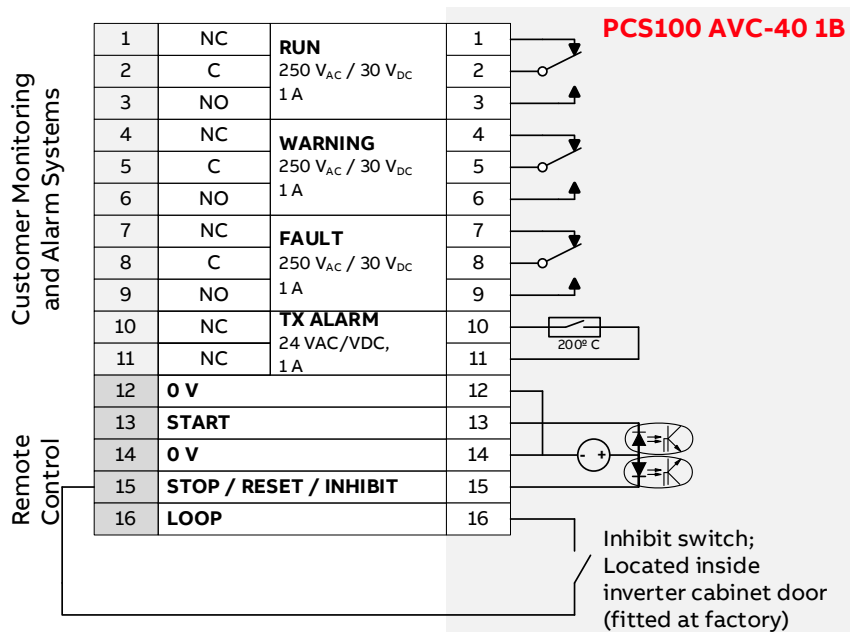 PCS100 AVC-40 1B
Customer Monitoring
and Alarm Systems
Remote
Control
1 NC RUN 1
2 C 250 VAC / 30 VDC 2
3 NO 1 A 3
4 NC WARNING 4
5 C 250 VAC / 30 VDC 5
6 NO 1 A 6
7 NC FAULT 7
8 C 250 VAC / 30 VDC 8
9 NO 1 A 9
10 NC TX ALARM 10
24 VAC/VDC,
11 NC 1 A 11
200º C
12 0 V 12
13 START 13
14 0 V 14
- +
15 STOP / RESET / INHIBIT 15
16 LOOP 16
Inhibit switch;
Located inside
inverter cabinet door
(fitted at factory)